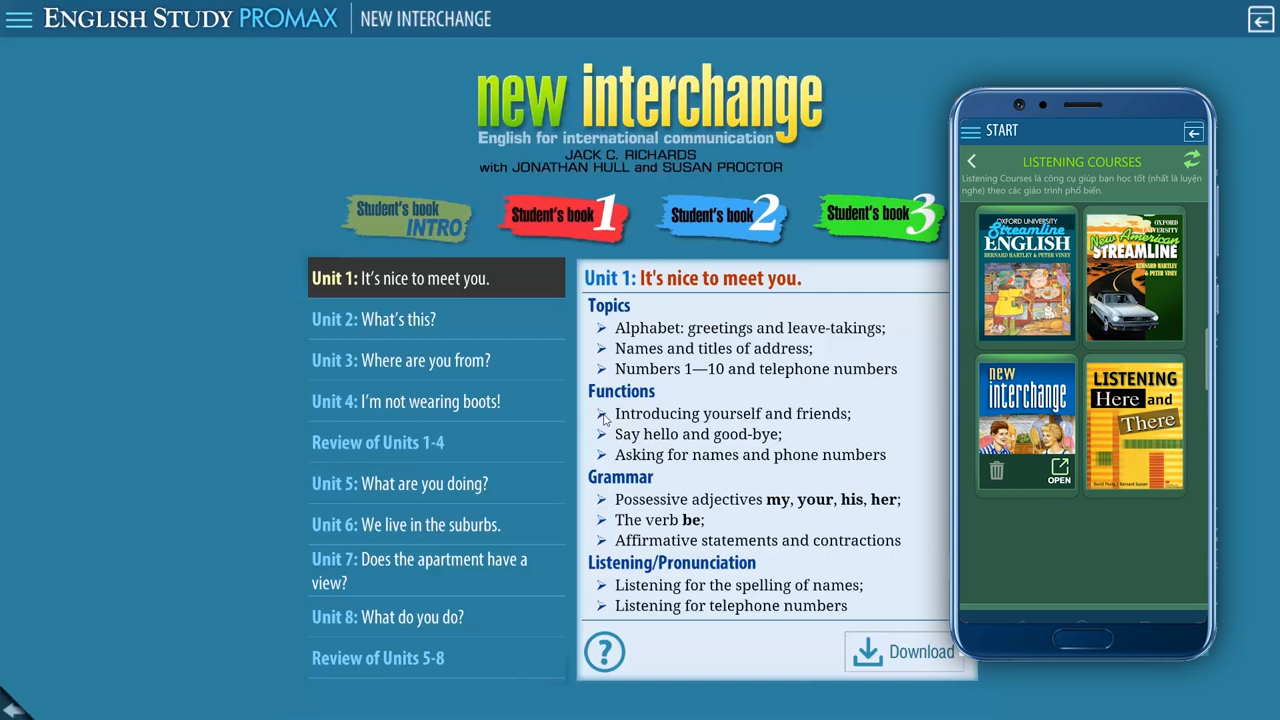 ENGLISH STUDY PROMAX
NEW INTERCHANGE
new interchange
English for international communication
JACK C. RICHARDS
with JONATHAN HULL and SUSAN PROCTOR
Student's book INTRO
Student's book 1
Student's book 2
Student's book 3
Unit 1: It's nice to meet you.
Unit 2: What's this?
Unit 3: Where are you from?
Unit 4: I'm not wearing boots!
Review of Units 1-4
Unit 5: What are you doing?
Unit 6: We live in the suburbs.
Unit 7: Does the apartment have a
view?
Unit 8: What do you do?
Review of Units 5-8
Unit 1: It's nice to meet you.
Topics
Alphabet: greetings and leave-takings;
Names and titles of address;
Numbers 1—10 and telephone numbers
Functions
Introducing yourself and friends;
Say hello and good-bye;
Asking for names and phone numbers
Grammar
Possessive adjectives my, your, his, her;
The verb be;
Affirmative statements and contractions
Listening/Pronunciation
Listening for the spelling of names;
Listening for telephone numbers
?
Download
START
LISTENING COURSES
Listening Courses là công cụ giúp bạn học tốt (nhất là luyện
nghe) theo các giáo trình phổ biến.
OXFORD UNIVERSITY
Streamline
ENGLISH
BERNARD HARTLEY & PETER VINEY
OXFORD
UNIVERSITY
New American
STREAMLINE
BERNARD HARTLEY
& PETER VINEY
new
interchange
OPEN
LISTENING
Here and
There